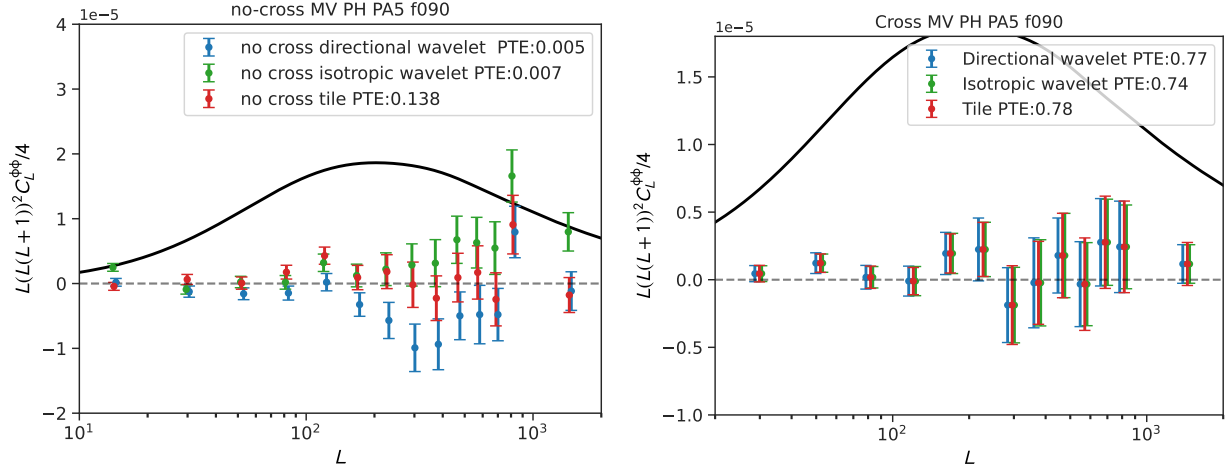 no-cross MV PH PA5 f090
1e−5
no cross directional wavelet PTE:0.005
no cross isotropic wavelet PTE:0.007
no cross tile PTE:0.138
4
3
2
1
0
−1
−2
L(L(L + 1))²C_L^ϕϕ/4
10¹
10²
10³
L
Cross MV PH PA5 f090
1e−5
Directional wavelet PTE:0.77
Isotropic wavelet PTE:0.74
Tile PTE:0.78
1.5
1.0
0.5
0.0
−0.5
−1.0
L(L(L + 1))²C_L^ϕϕ/4
10²
10³
L